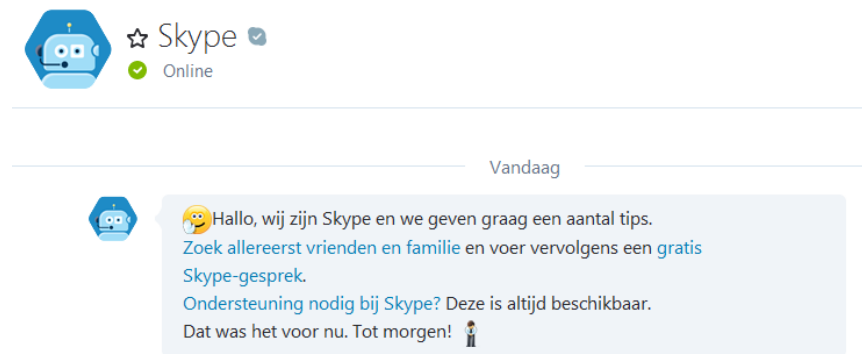 Skype
Online
Vandaag
Hallo, wij zijn Skype en we geven graag een aantal tips.
Zoek allereerst vrienden en familie en voer vervolgens een gratis
Skype-gesprek.
Ondersteuning nodig bij Skype? Deze is altijd beschikbaar.
Dat was het voor nu. Tot morgen!